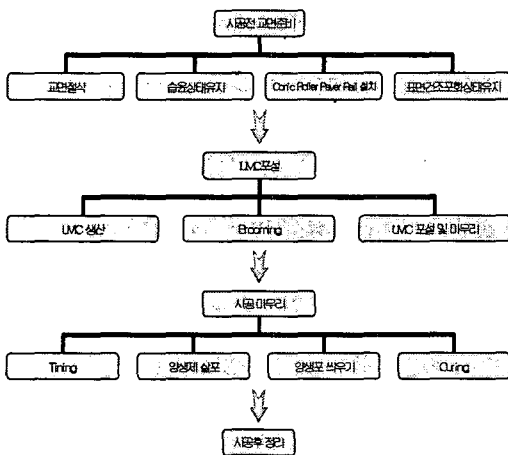 시공전 교면준비
교면절삭
습윤상태유지
Con'c Roller Paver Rail 설치
표면건조포화상태유지
LMC포설
LMC 생산
Brooming
LMC 포설 및 마무리
시공 마무리
Tining
양생제 살포
양생포 씌우기
Curing
시공후 정리